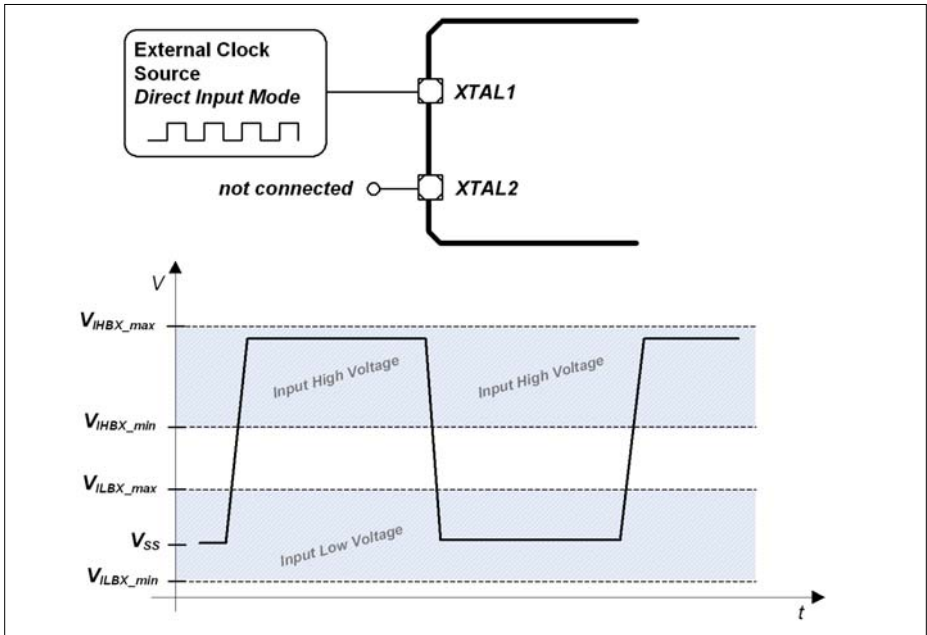 External Clock
Source
Direct Input Mode
XTAL1
not connected
XTAL2
V
VIHBX_max
Input High Voltage
Input High Voltage
VIHBX_min
VILBX_max
Input Low Voltage
VSS
VILBX_min
t